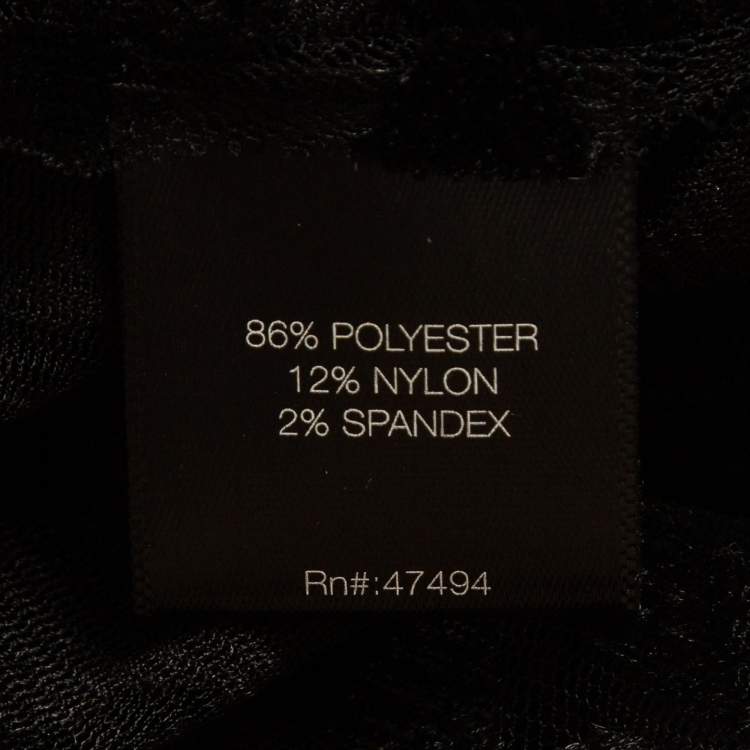 86% POLYESTER
12% NYLON
2% SPANDEX
Rn#:47494